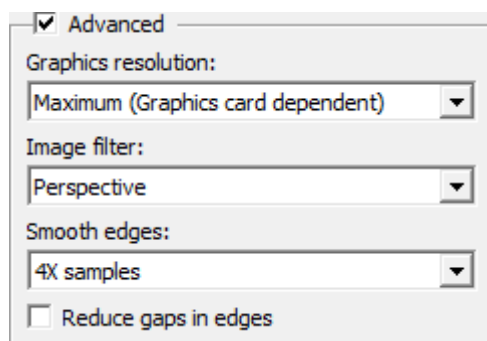 Advanced
Graphics resolution:
Maximum (Graphics card dependent)
Image filter:
Perspective
Smooth edges:
4X samples
Reduce gaps in edges